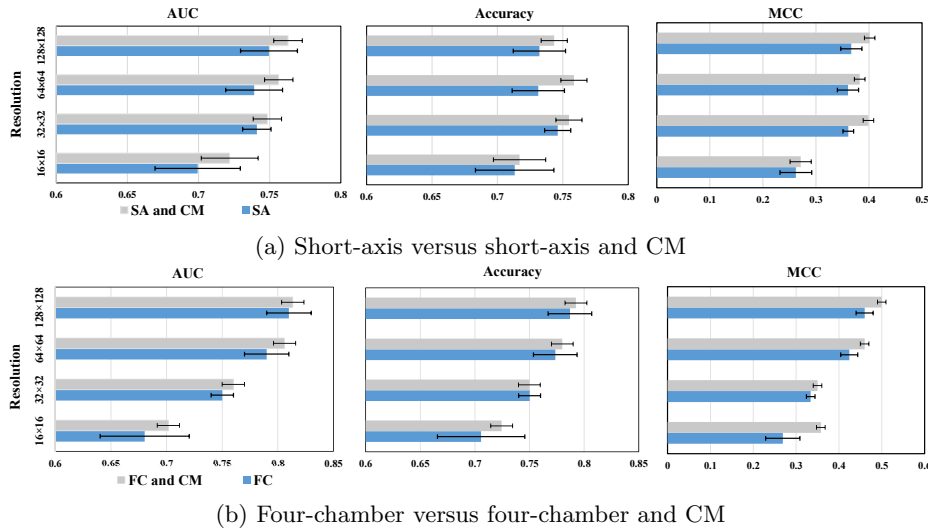 AUC
Accuracy
MCC
Resolution
128×128
64×64
32×32
16×16
0.6 0.65 0.7 0.75 0.8
0.6 0.65 0.7 0.75 0.8
0 0.1 0.2 0.3 0.4 0.5
SA and CM SA
(a) Short-axis versus short-axis and CM
AUC
Accuracy
MCC
Resolution
128×128
64×64
32×32
16×16
0.6 0.65 0.7 0.75 0.8 0.85
0.6 0.65 0.7 0.75 0.8 0.85
0 0.1 0.2 0.3 0.4 0.5 0.6
FC and CM FC
(b) Four-chamber versus four-chamber and CM